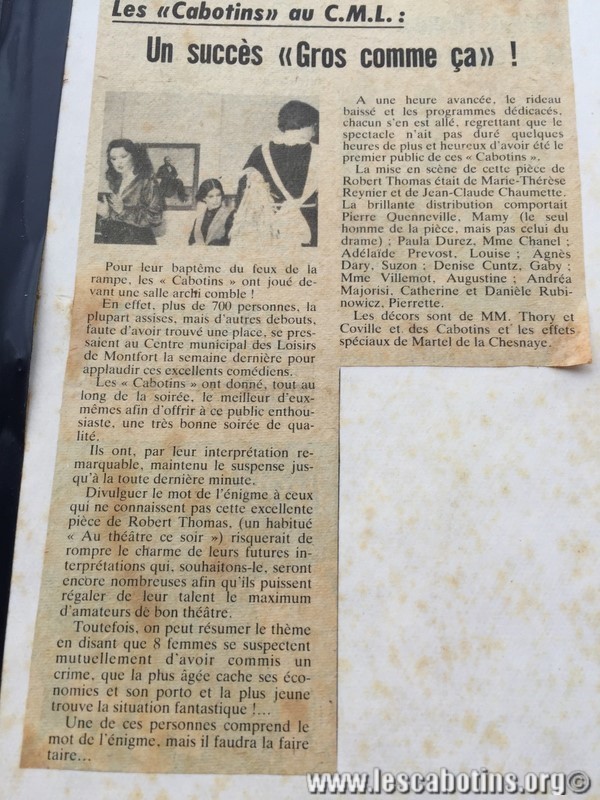 Les «Cabotins» au C.M.L. :
Un succès «Gros comme ça» !
Pour leur baptême du feux de la
rampe, les « Cabotins » ont joué de-
vant une salle archi comble !
En effet, plus de 700 personnes, la
plupart assises, mais d'autres debouts,
faute d'avoir trouvé une place, se pres-
saient au Centre municipal des Loisirs
de Montfort la semaine dernière pour
applaudir ces excellents comédiens.
Les « Cabotins » ont donné, tout au
long de la soirée, le meilleur d'eux-
mêmes afin d'offrir à ce public enthou-
siaste, une très bonne soirée de qua-
lité.
Ils ont, par leur interprétation re-
marquable, maintenu le suspense jus-
qu'à la toute dernière minute.
Divulguer le mot de l'énigme à ceux
qui ne connaissent pas cette excellente
pièce de Robert Thomas, (un habitué
« Au théâtre ce soir ») risquerait de
rompre le charme de leurs futures in-
terprétations qui, souhaitons-le, seront
encore nombreuses afin qu'ils puissent
régaler de leur talent le maximum
d'amateurs de bon théâtre.
Toutefois, on peut résumer le thème
en disant que 8 femmes se suspectent
mutuellement d'avoir commis un
crime, que la plus âgée cache ses éco-
nomies et son porto et la plus jeune
trouve la situation fantastique !...
Une de ces personnes comprend le
mot de l'énigme, mais il faudra la faire
taire...
A une heure avancée, le rideau
baissé et les programmes dédicacés,
chacun s'en est allé, regrettant que le
spectacle n'ait pas duré quelques
heures de plus et heureux d'avoir été le
premier public de ces « Cabotins ».
La mise en scène de cette pièce de
Robert Thomas était de Marie-Thérèse
Reynier et de Jean-Claude Chaumette.
La brillante distribution comportait
Pierre Quenneville, Mamy (le seul
homme de la pièce, mais pas celui du
drame) ; Paula Durez, Mme Chanel ;
Adélaïde Prevost, Louise ; Agnès
Dary, Suzon ; Denise Cuntz, Gaby ;
Mme Villemot, Augustine ; Andréa
Majorisi, Catherine et Danièle Rubi-
nowicz, Pierrette.
Les décors sont de MM. Thory et
Coville et des Cabotins et les effets
spéciaux de Martel de la Chesnaye.
www.lescabotins.org©